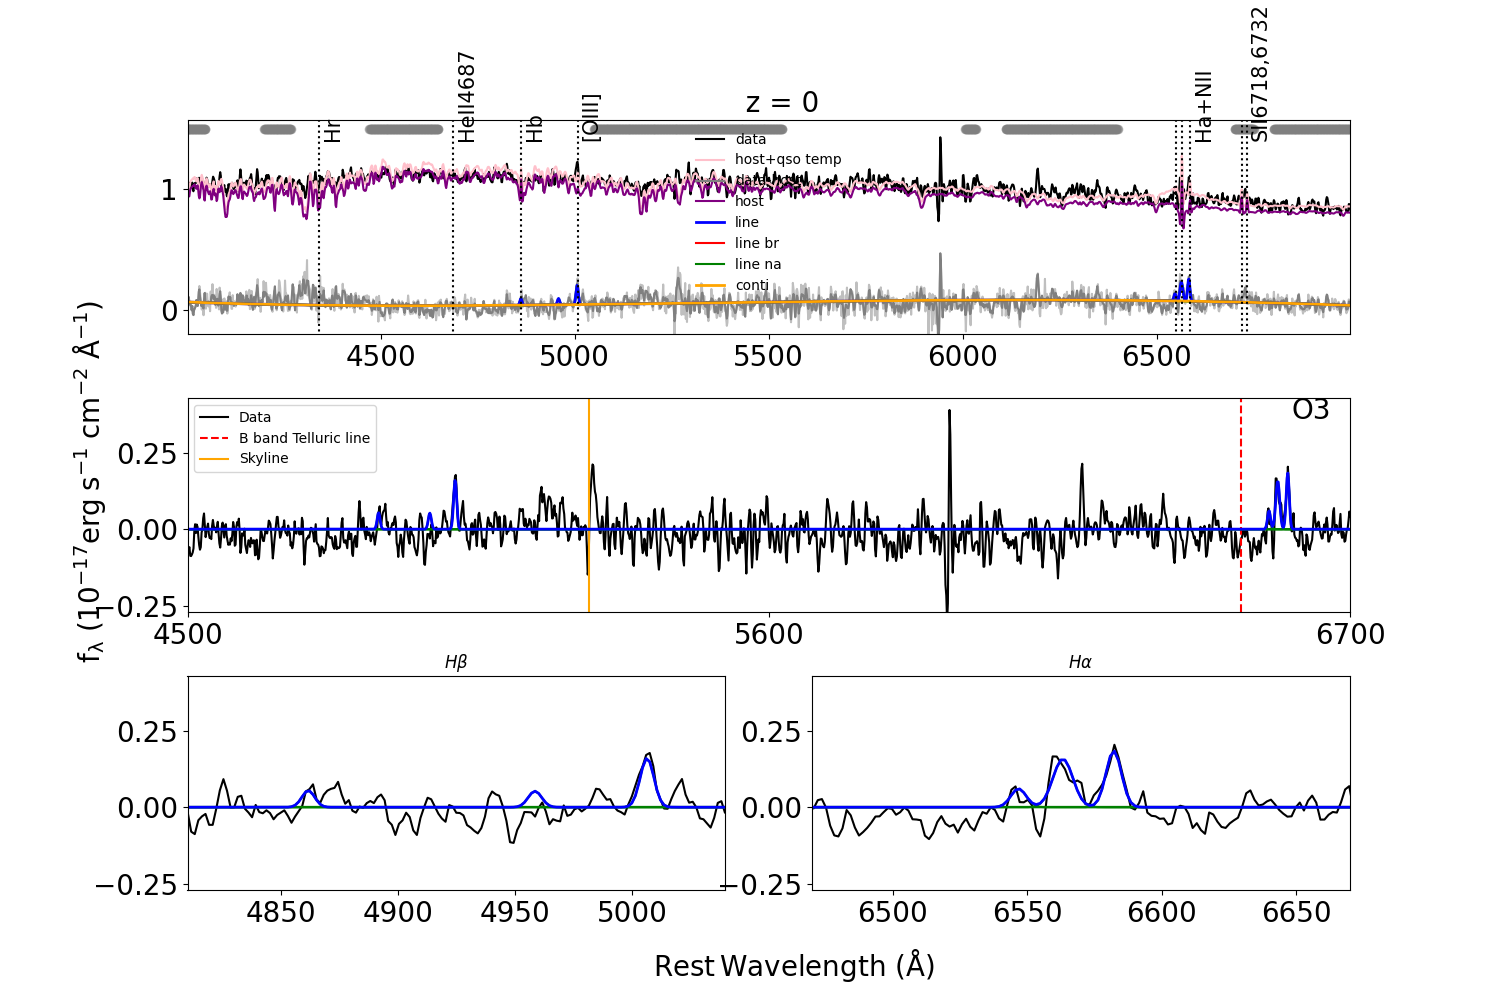 Hr
HeII4687
Hb
[OIII]
Ha+NII
SII6718,6732
z = 0
data
host+qso temp
host
line
line br
line na
conti
1
0
4500
5000
5500
6000
6500
fλ (10−17erg s−1 cm−2 Å−1)
O3
Data
B band Telluric line
Skyline
0.25
0.00
−0.25
4500
5600
6700
Hβ
0.25
0.00
−0.25
4850
4900
4950
5000
Hα
0.25
0.00
−0.25
6500
6550
6600
6650
Rest Wavelength (Å)